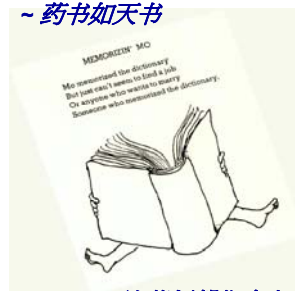 ~ 药书如天书
MEMORIZIN' MO
Mo memorized the dictionary
But just can't seem to find a job
Or anyone who wants to marry
Someone who memorized the dictionary.